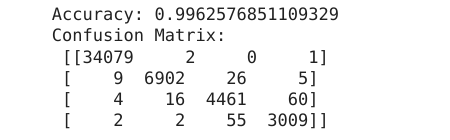 Accuracy: 0.9962576851109329
Confusion Matrix:
[[34079 2 0 1]
[ 9 6902 26 5]
[ 4 16 4461 60]
[ 2 2 55 3009]]